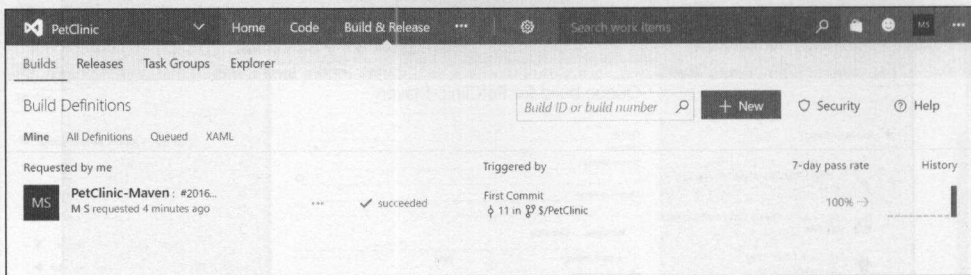 PetClinic Home Code Build & Release ••• Search work items MS •••
Builds Releases Task Groups Explorer
Build Definitions Build ID or build number + New Security Help
Mine All Definitions Queued XAML
Requested by me Triggered by 7-day pass rate History
MS PetClinic-Maven : #2016... ••• succeeded First Commit 100%
M S requested 4 minutes ago 11 in $/PetClinic